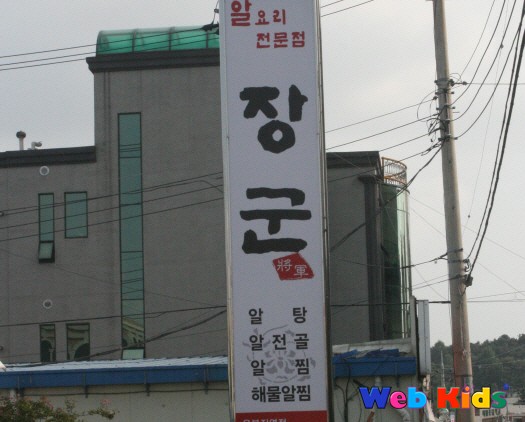 알요리
전문점
장군
將軍
알탕
알전골
알찜
해물알찜
Web Kids